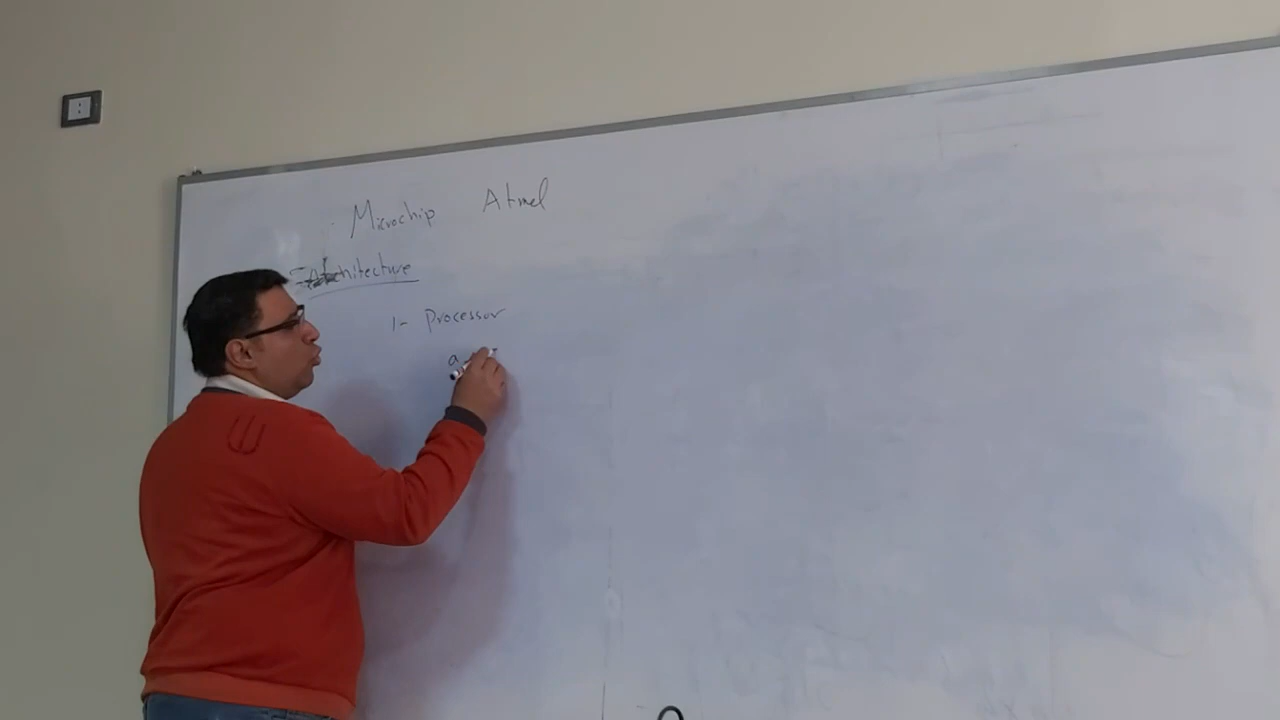 Microchip Atmel
Architecture
1- Processor
a